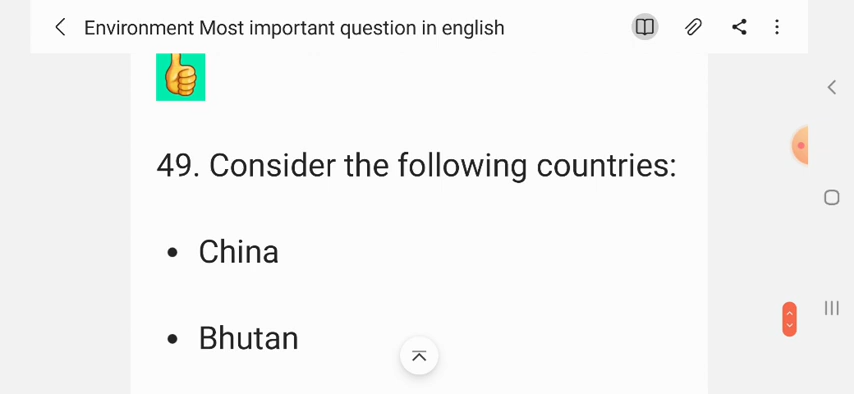 Environment Most important question in english
49. Consider the following countries:
• China
• Bhutan